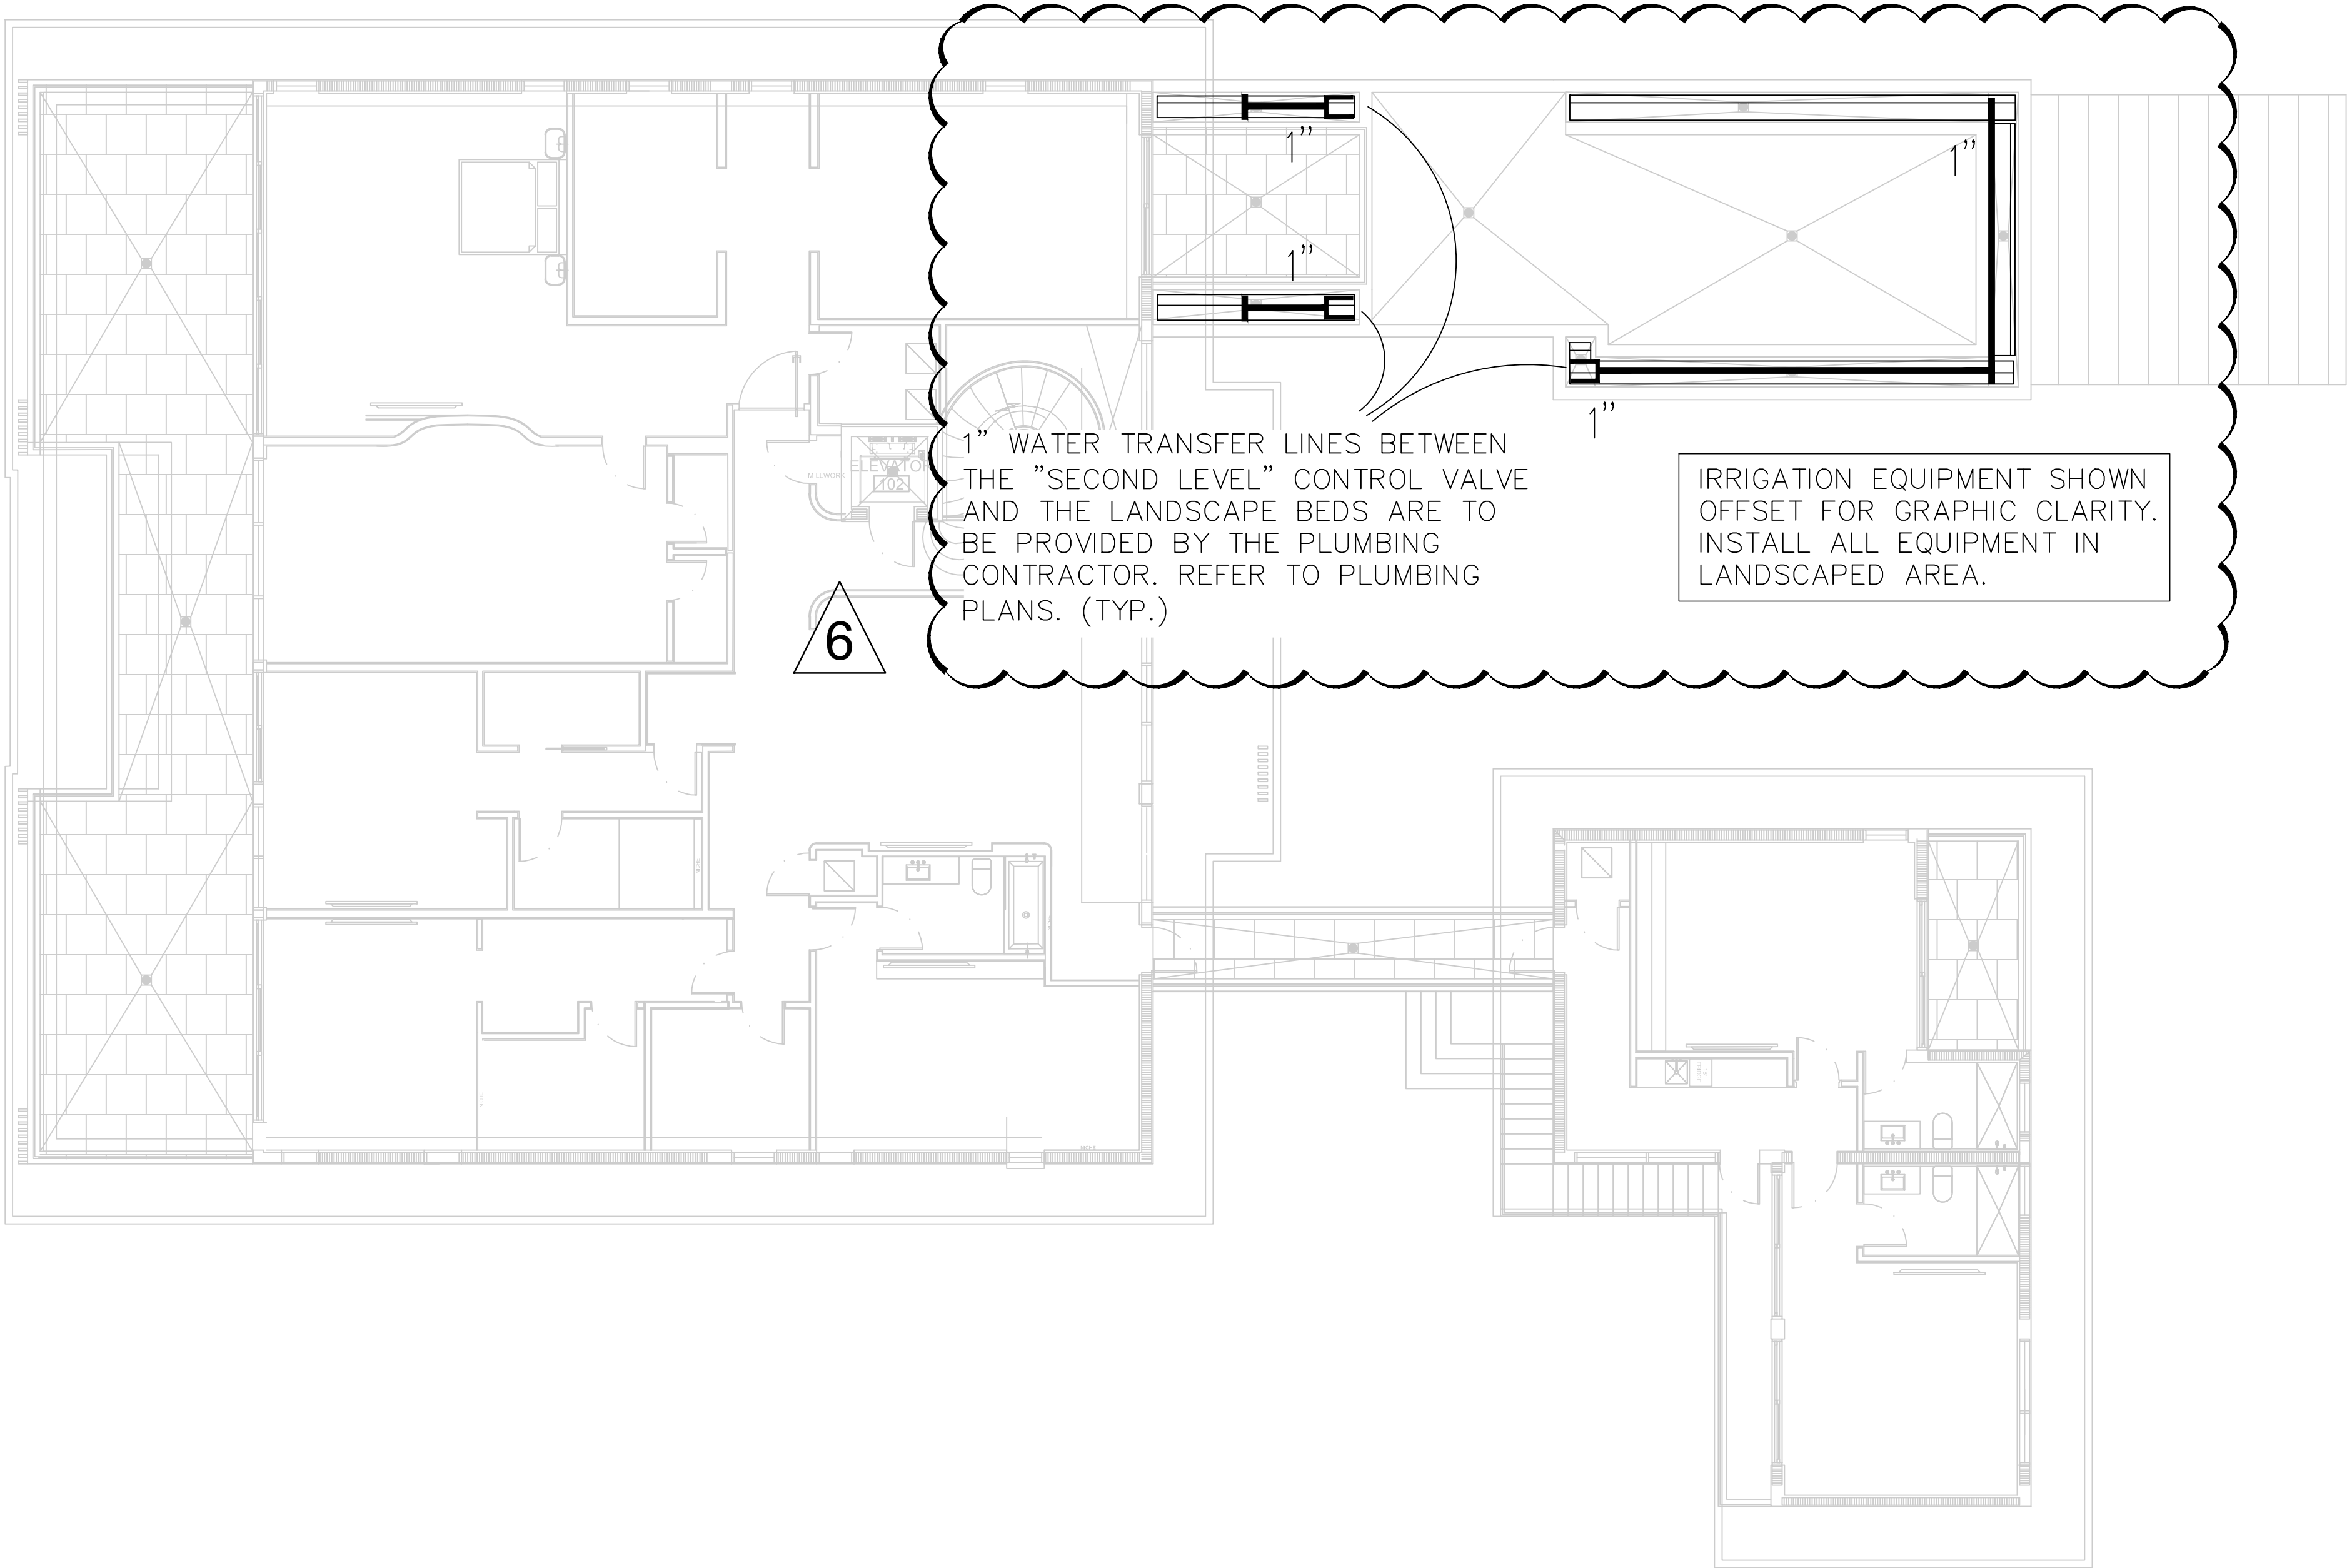 1”
1”
1”
1”
1” WATER TRANSFER LINES BETWEEN
THE ”SECOND LEVEL” CONTROL VALVE
AND THE LANDSCAPE BEDS ARE TO
BE PROVIDED BY THE PLUMBING
CONTRACTOR. REFER TO PLUMBING
PLANS. (TYP.)
IRRIGATION EQUIPMENT SHOWN
OFFSET FOR GRAPHIC CLARITY.
INSTALL ALL EQUIPMENT IN
LANDSCAPED AREA.
MILLWORK
ELEVATOR
102
6